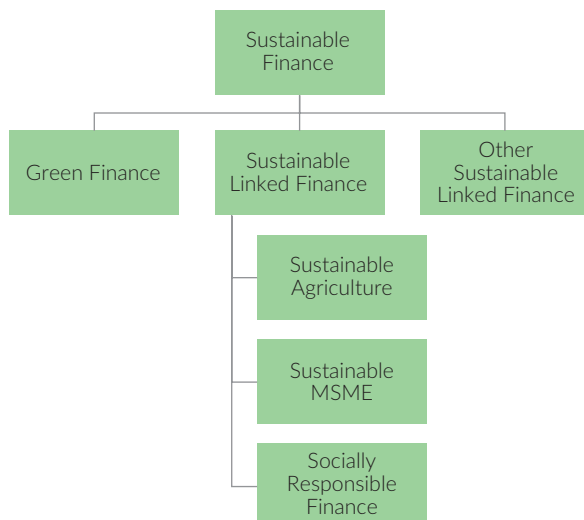 Sustainable
Finance
Green Finance
Sustainable
Linked Finance
Other
Sustainable
Linked Finance
Sustainable
Agriculture
Sustainable
MSME
Socially
Responsible
Finance